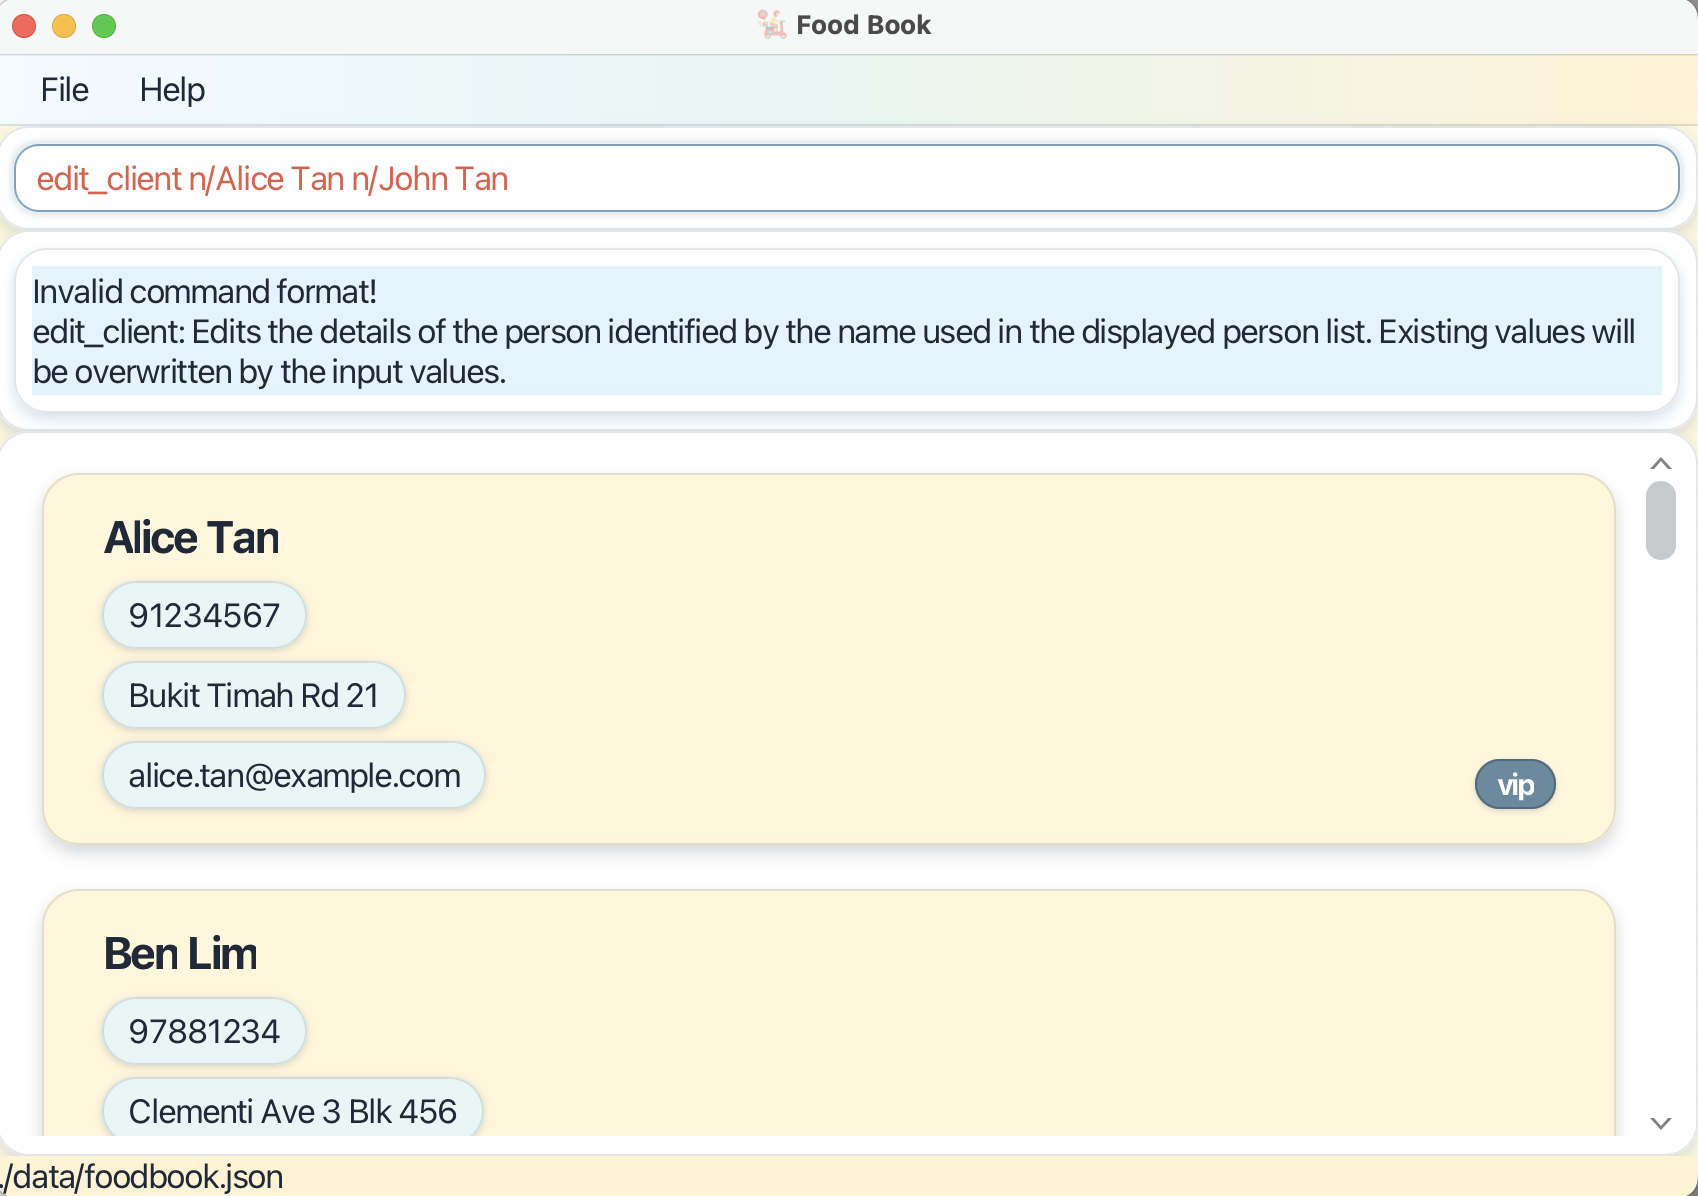 Food Book
File Help
edit_client n/Alice Tan n/John Tan
Invalid command format!
edit_client: Edits the details of the person identified by the name used in the displayed person list. Existing values will
be overwritten by the input values.
Alice Tan
91234567
Bukit Timah Rd 21
alice.tan@example.com
vip
Ben Lim
97881234
Clementi Ave 3 Blk 456
./data/foodbook.json